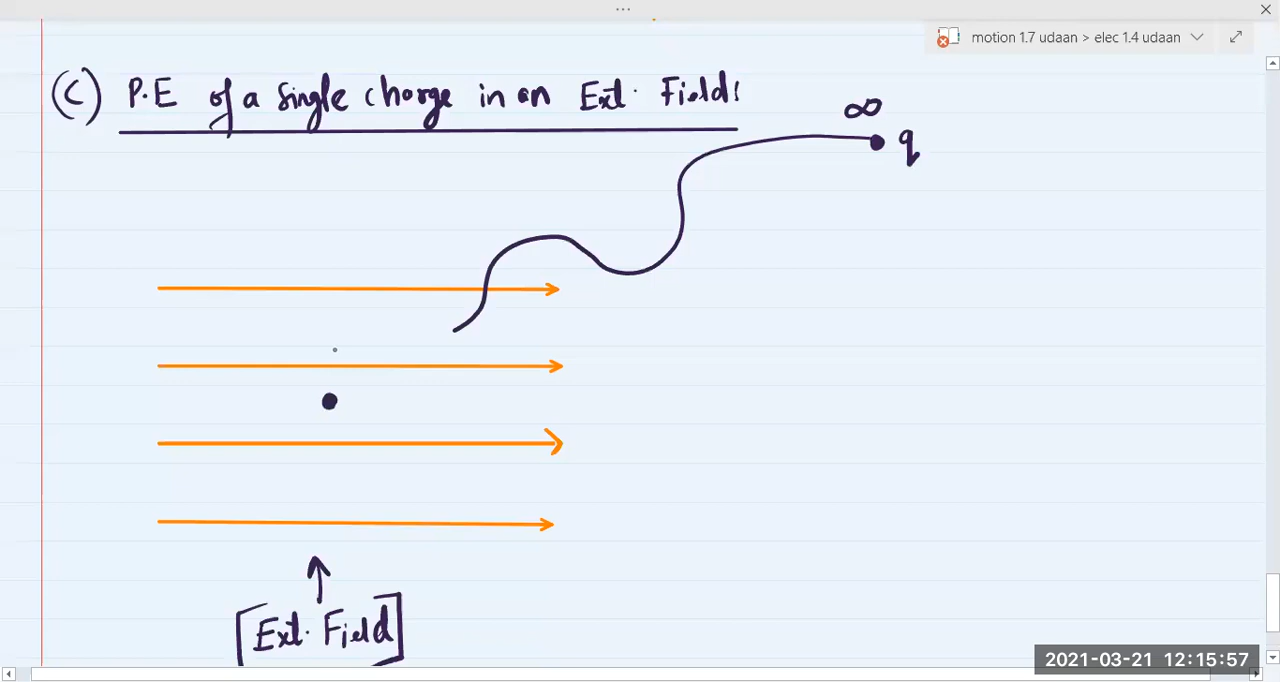 ...
motion 1.7 udaan > elec 1.4 udaan
(C) P.E of a single charge in an Ext. Field:
∞
q
[Ext. Field]
2021-03-21 12:15:57